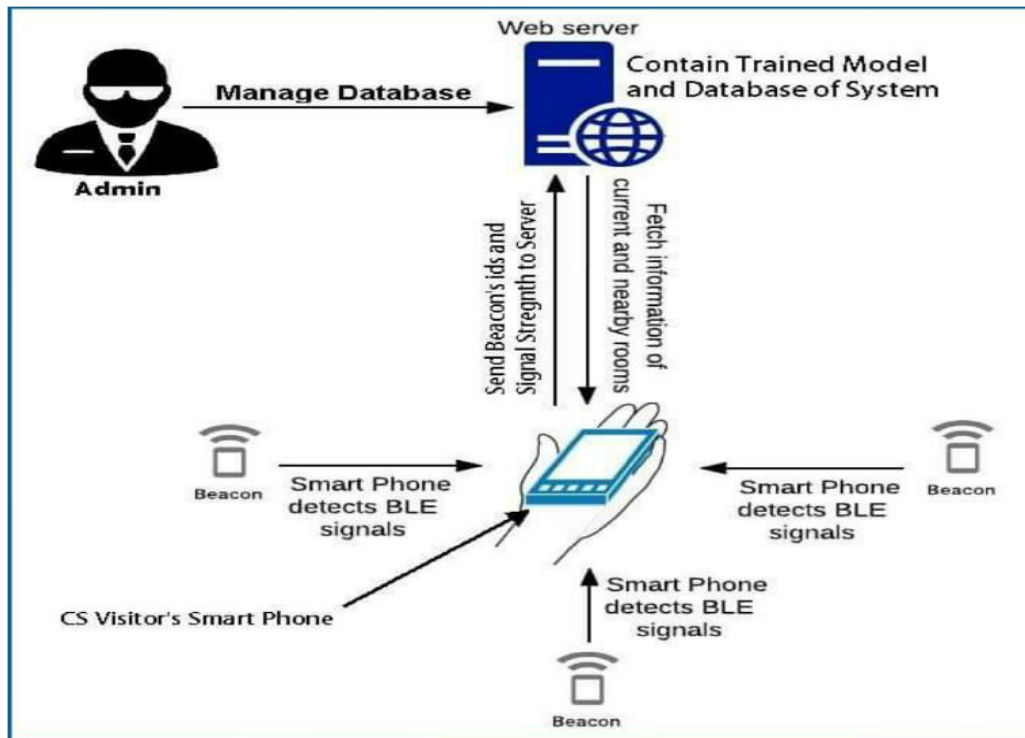 Web server
Contain Trained Model
and Database of System
Manage Database
Admin
Send Beacon's ids and
Signal Stregnth to Server
Fetch information of
current and nearby rooms
Beacon
Smart Phone
detects BLE
signals
Smart Phone
detects BLE
signals
Beacon
CS Visitor's Smart Phone
Smart Phone
detects BLE
signals
Beacon